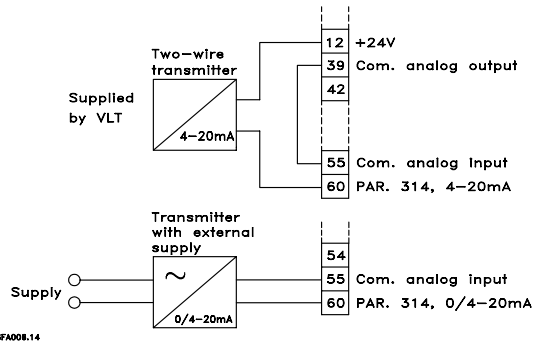 12 +24V
Two-wire
transmitter
39 Com. analog output
42
Supplied
by VLT
4-20mA
55 Com. analog input
60 PAR. 314, 4-20mA
Transmitter
with external
supply
54
~
55 Com. analog input
Supply
60 PAR. 314, 0/4-20mA
0/4-20mA